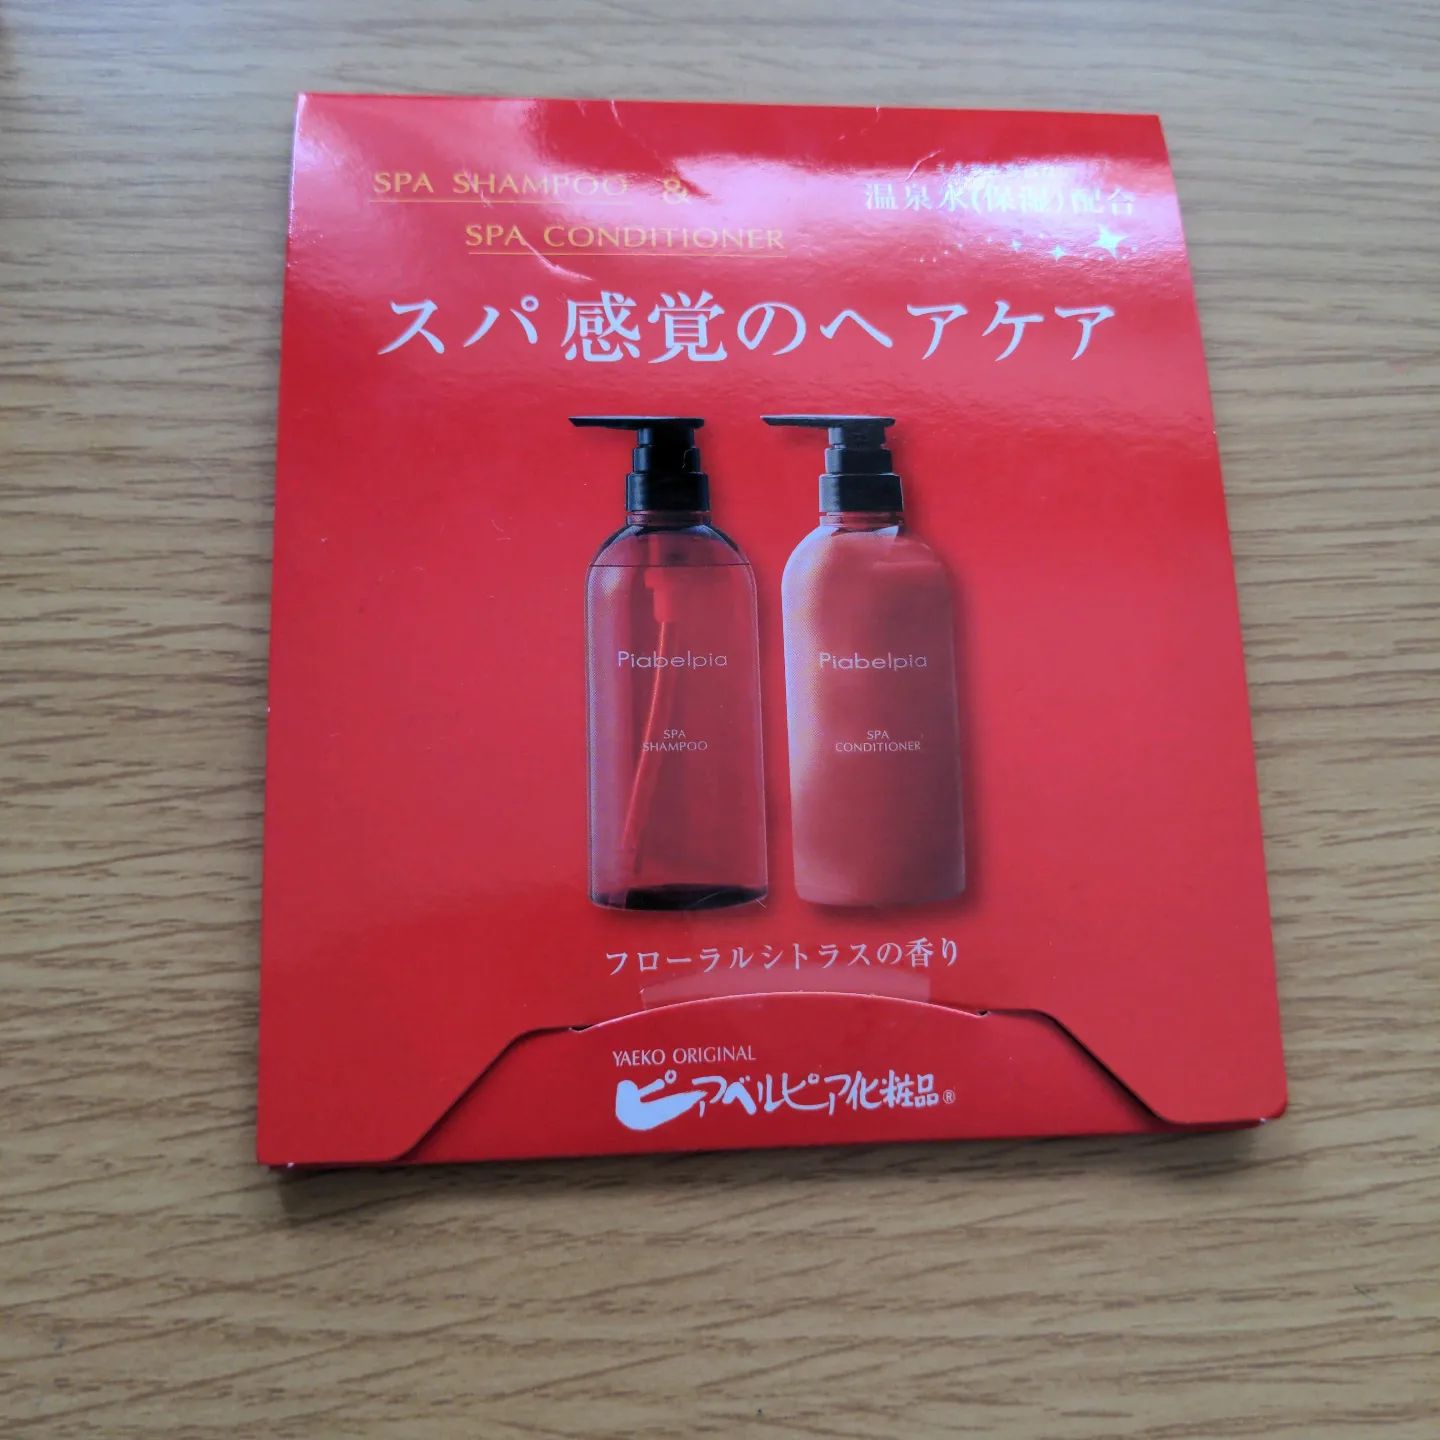 SPA SHAMPOO &
SPA CONDITIONER
温泉水(保湿)配合
スパ感覚のヘアケア
Piabelpia
SPA
SHAMPOO
Piabelpia
SPA
CONDITIONER
フローラルシトラスの香り
YAEKO ORIGINAL
ピアベルピア化粧品®